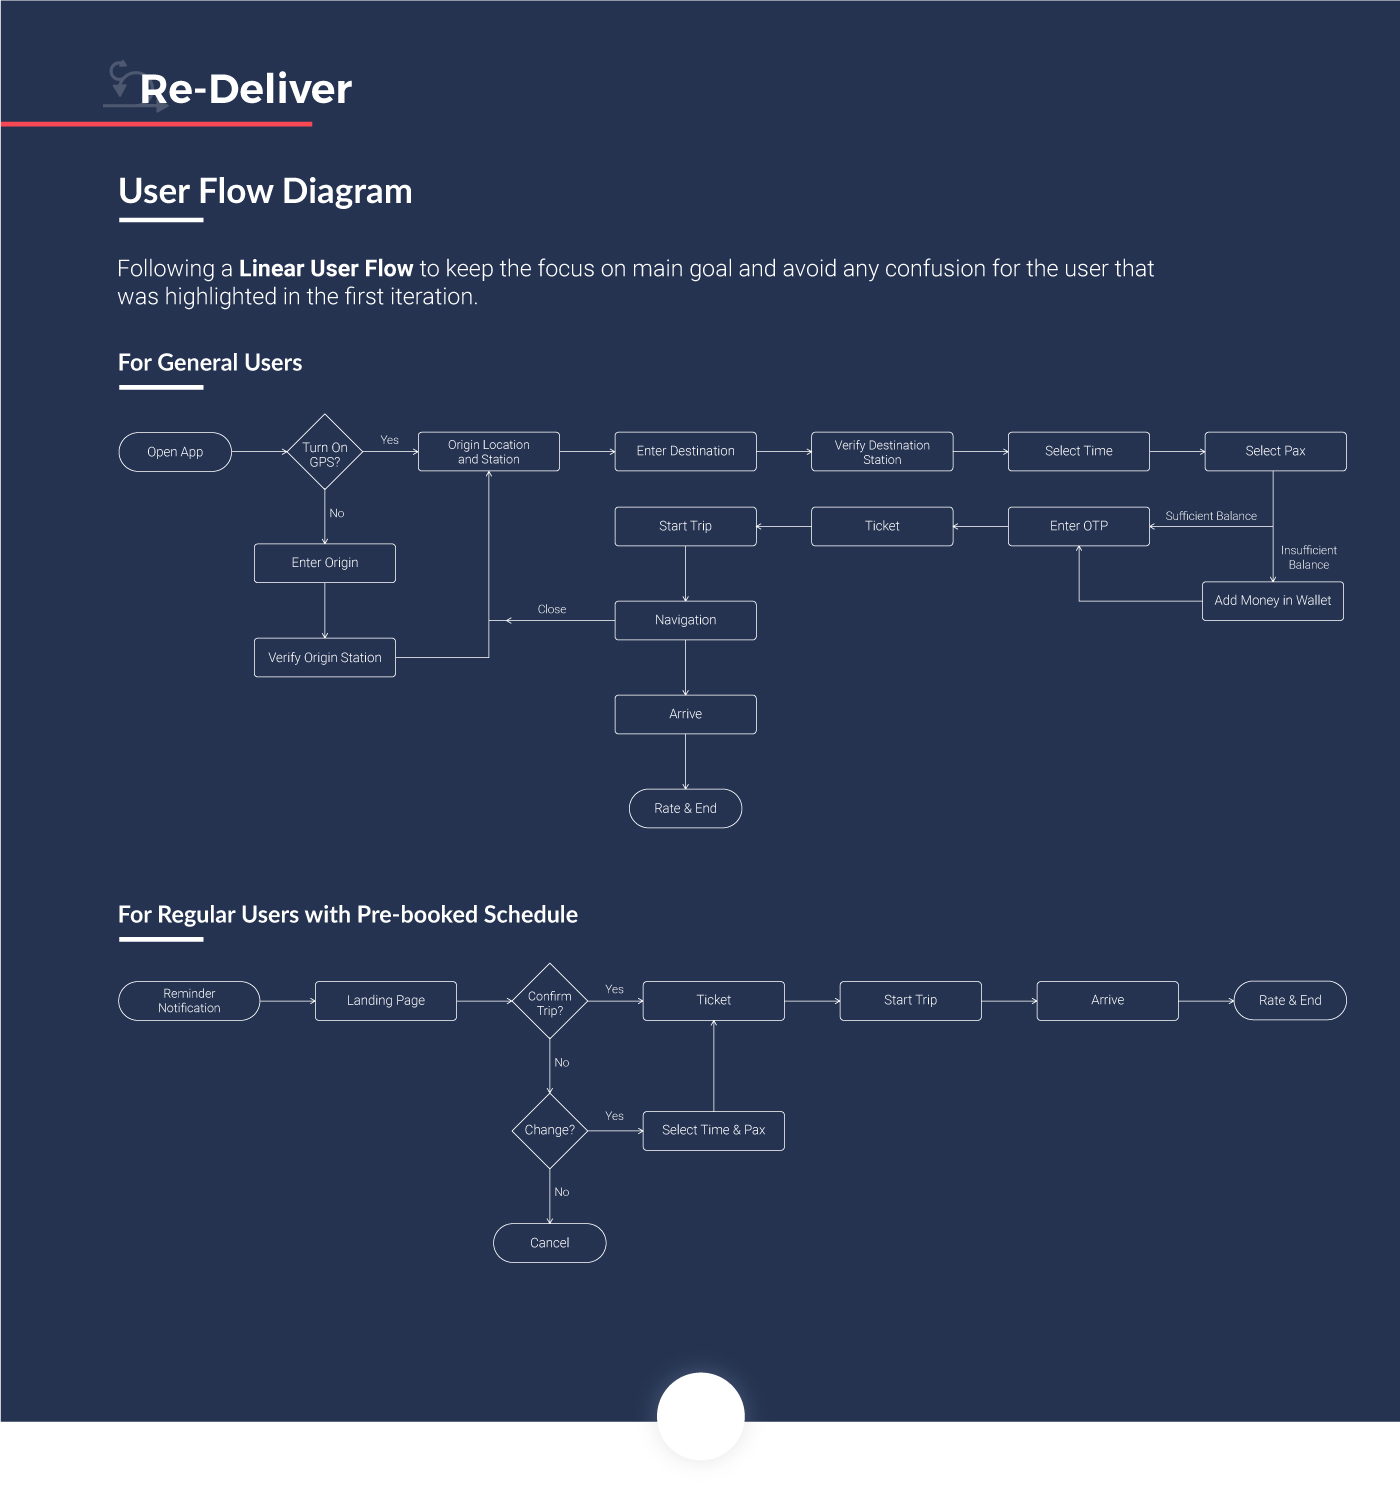 Re-Deliver
User Flow Diagram
Following a Linear User Flow to keep the focus on main goal and avoid any confusion for the user that
was highlighted in the first iteration.
For General Users
Open App
Turn On
GPS?
Yes
Origin Location
and Station
Enter Destination
Verify Destination
Station
Select Time
Select Pax
No
Start Trip
Ticket
Enter OTP
Sufficient Balance
Insufficient
Balance
Enter Origin
Add Money in Wallet
Close
Navigation
Verify Origin Station
Arrive
Rate & End
For Regular Users with Pre-booked Schedule
Reminder
Notification
Landing Page
Confirm
Trip?
Yes
Ticket
Start Trip
Arrive
Rate & End
No
Change?
Yes
Select Time & Pax
No
Cancel